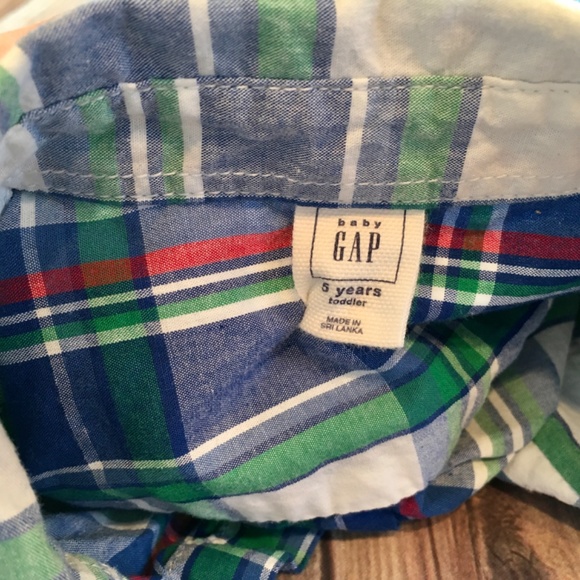 baby
GAP
5 years
toddler
MADE IN
SRI LANKA